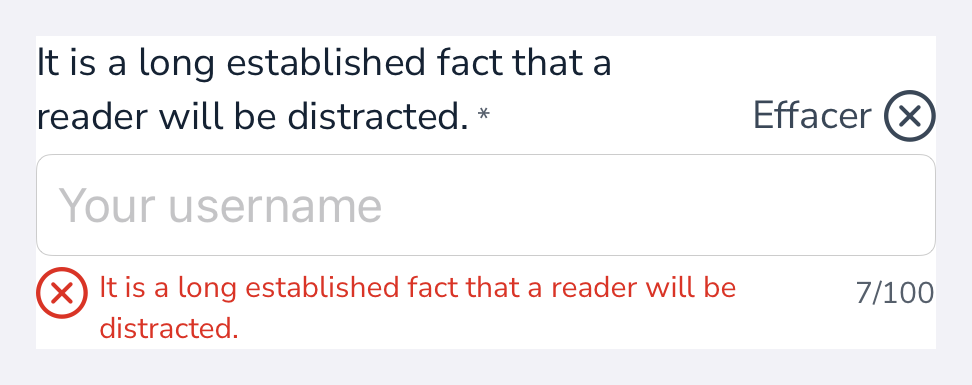 It is a long established fact that a
reader will be distracted. *
Effacer
Your username
It is a long established fact that a reader will be
distracted.
7/100